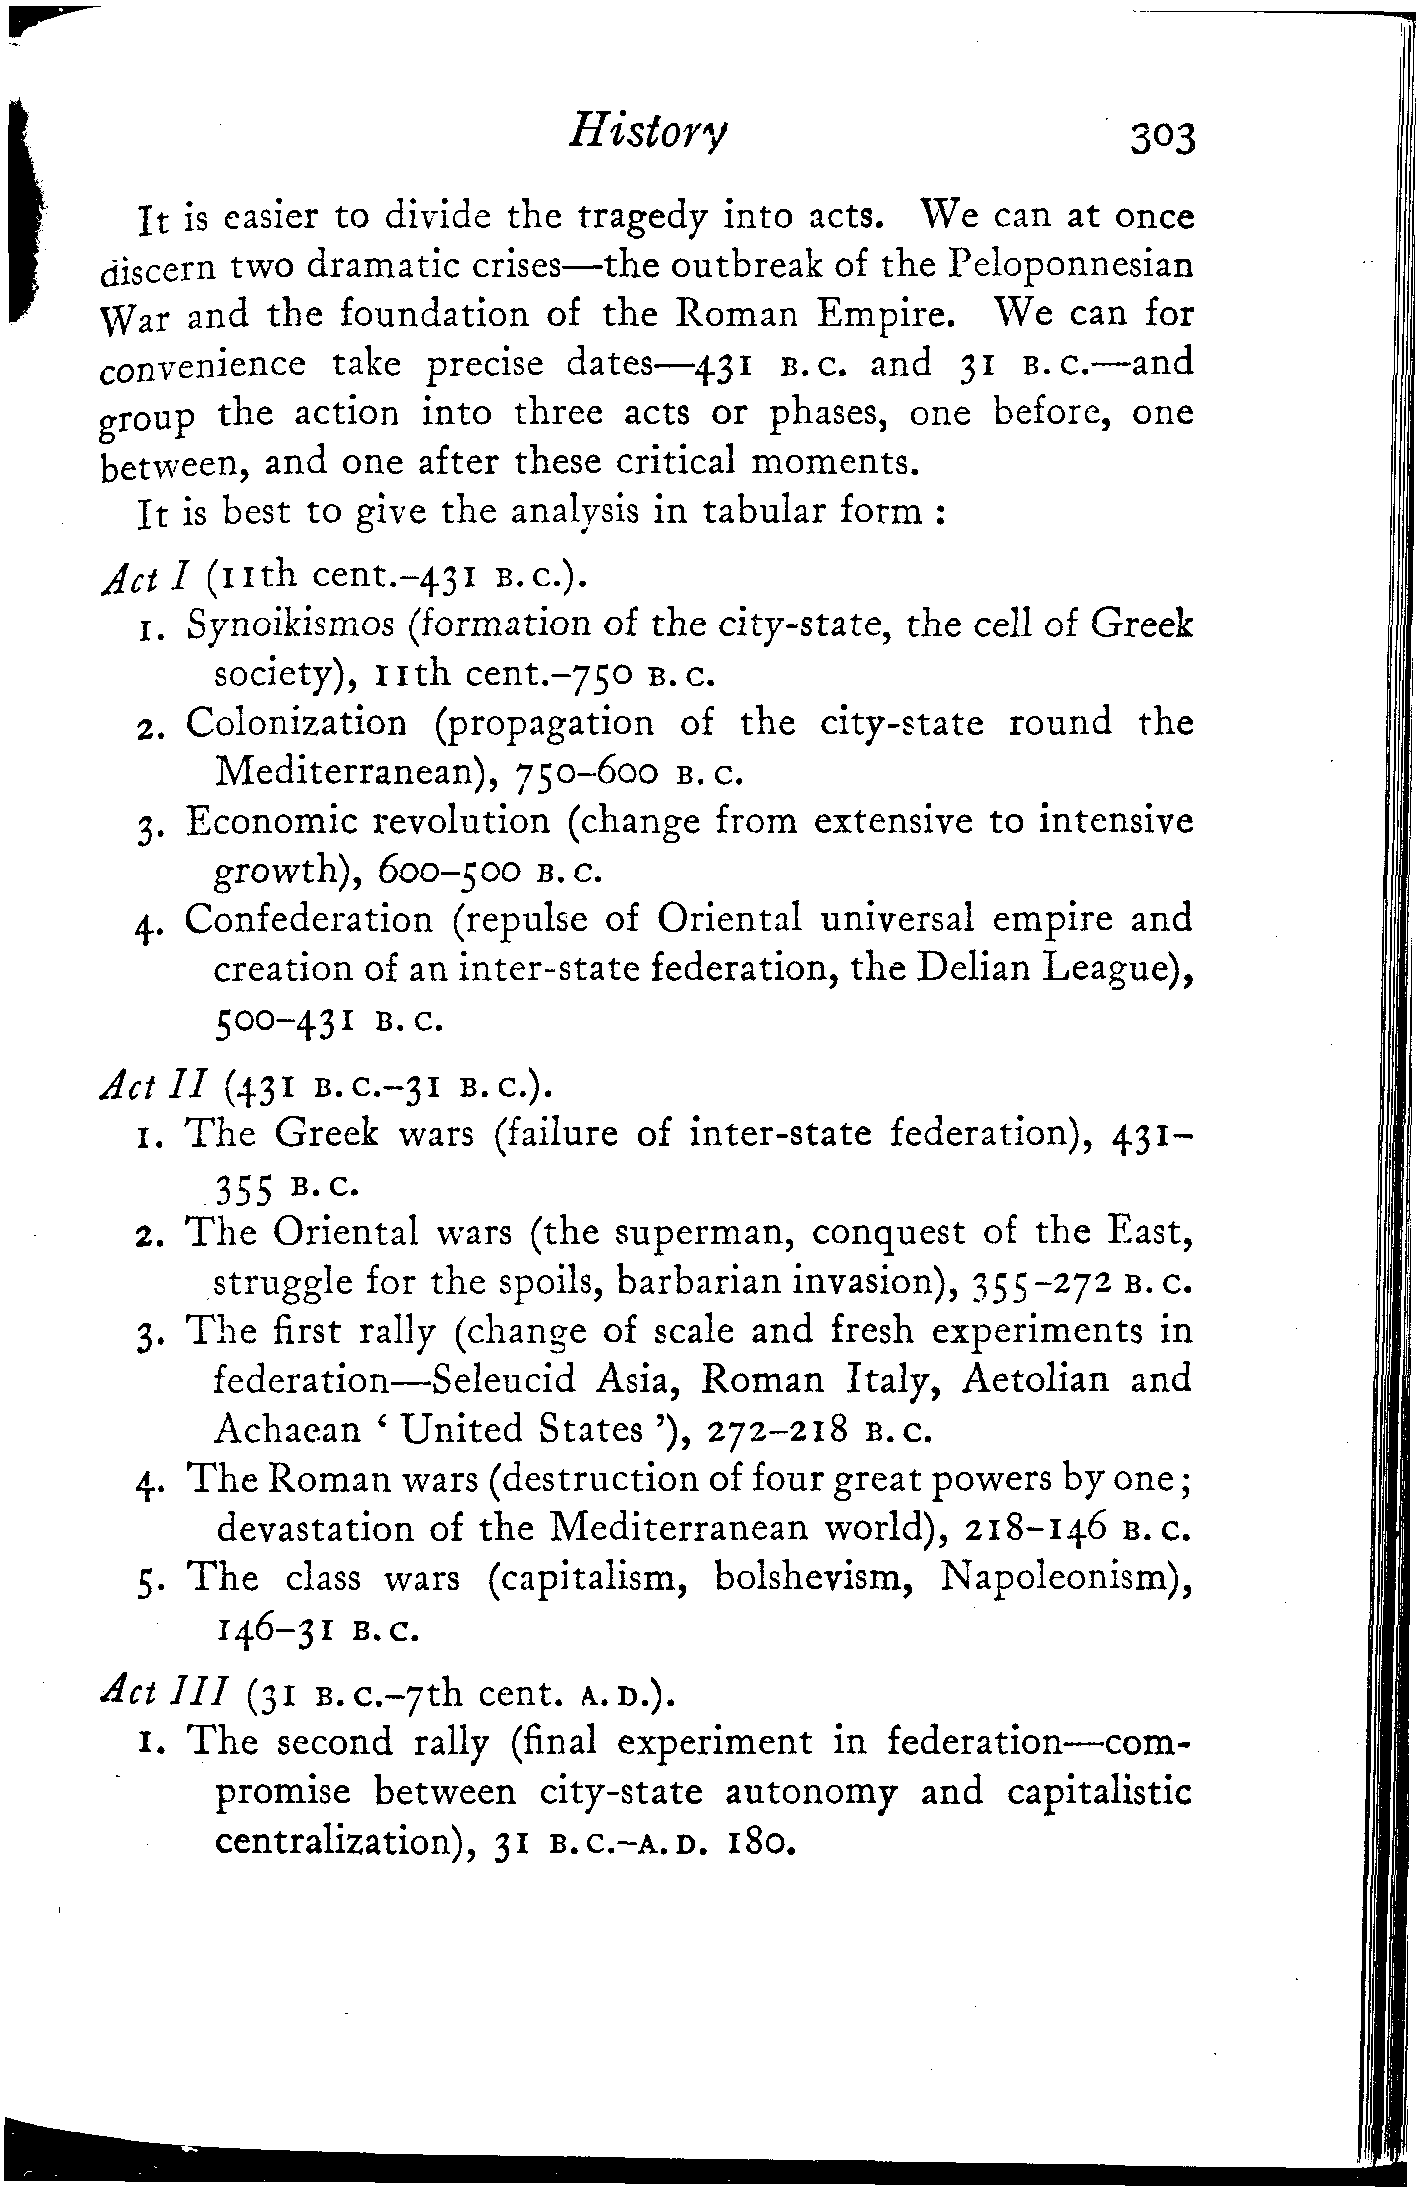 History 303
It is easier to divide the tragedy into acts. We can at once
discern two dramatic crises—the outbreak of the Peloponnesian
War and the foundation of the Roman Empire. We can for
convenience take precise dates—431 B.C. and 31 B.C.—and
group the action into three acts or phases, one before, one
between, and one after these critical moments.
It is best to give the analysis in tabular form :
Act I (11th cent.–431 B.C.).
1. Synoikismos (formation of the city-state, the cell of Greek
society), 11th cent.–750 B.C.
2. Colonization (propagation of the city-state round the
Mediterranean), 750–600 B.C.
3. Economic revolution (change from extensive to intensive
growth), 600–500 B.C.
4. Confederation (repulse of Oriental universal empire and
creation of an inter-state federation, the Delian League),
500–431 B.C.
Act II (431 B.C.–31 B.C.).
1. The Greek wars (failure of inter-state federation), 431–
355 B.C.
2. The Oriental wars (the superman, conquest of the East,
struggle for the spoils, barbarian invasion), 355–272 B.C.
3. The first rally (change of scale and fresh experiments in
federation—Seleucid Asia, Roman Italy, Aetolian and
Achaean ‘ United States ’), 272–218 B.C.
4. The Roman wars (destruction of four great powers by one ;
devastation of the Mediterranean world), 218–146 B.C.
5. The class wars (capitalism, bolshevism, Napoleonism),
146–31 B.C.
Act III (31 B.C.–7th cent. A.D.).
1. The second rally (final experiment in federation—com-
promise between city-state autonomy and capitalistic
centralization), 31 B.C.–A.D. 180.